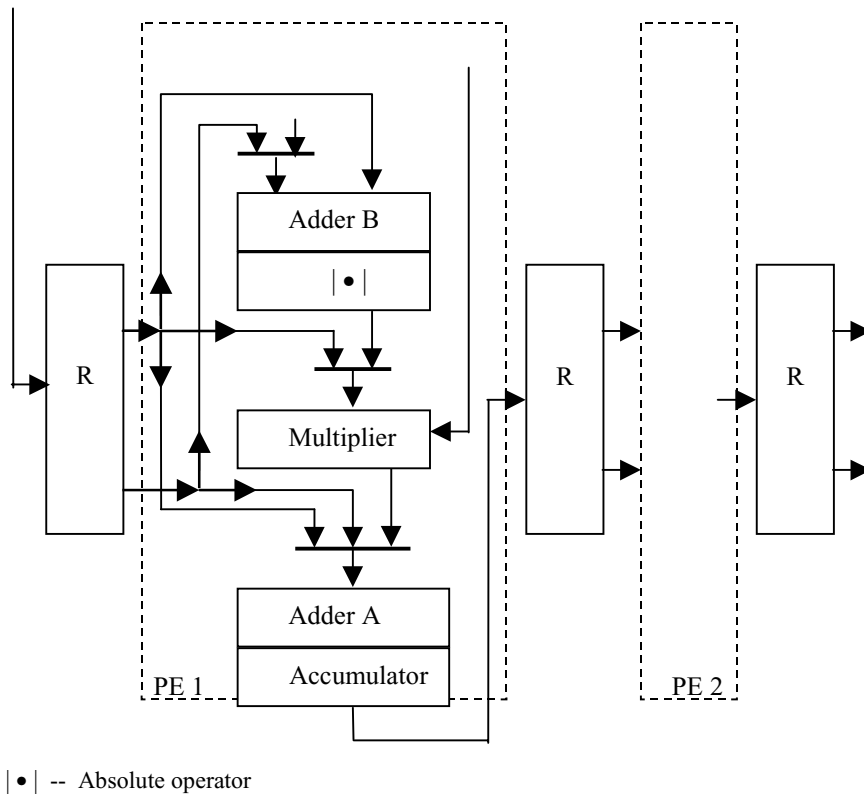 Adder B
| • |
R
R
R
Multiplier
Adder A
Accumulator
PE 1
PE 2
| • | -- Absolute operator